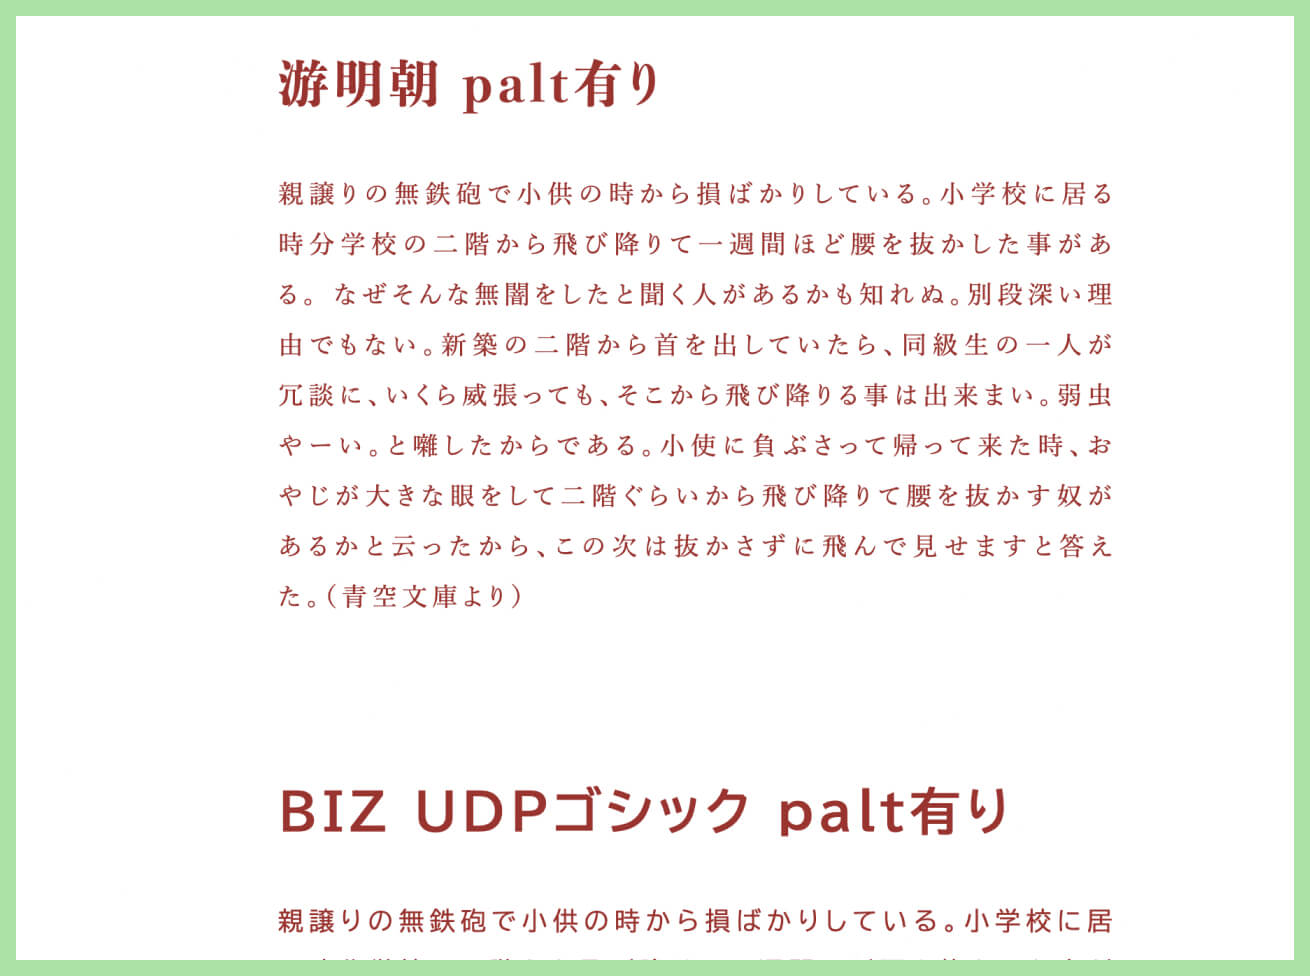 游明朝 palt有り
親譲りの無鉄砲で小供の時から損ばかりしている。小学校に居る
時分学校の二階から飛び降りて一週間ほど腰を抜かした事があ
る。 なぜそんな無闇をしたと聞く人があるかも知れぬ。別段深い理
由でもない。新築の二階から首を出していたら、同級生の一人が
冗談に、いくら威張っても、そこから飛び降りる事は出来まい。弱虫
やーい。と囃したからである。小使に負ぶさって帰って来た時、お
やじが大きな眼をして二階ぐらいから飛び降りて腰を抜かす奴が
あるかと云ったから、この次は抜かさずに飛んで見せますと答え
た。（青空文庫より）
BIZ UDPゴシック palt有り
親譲りの無鉄砲で小供の時から損ばかりしている。小学校に居